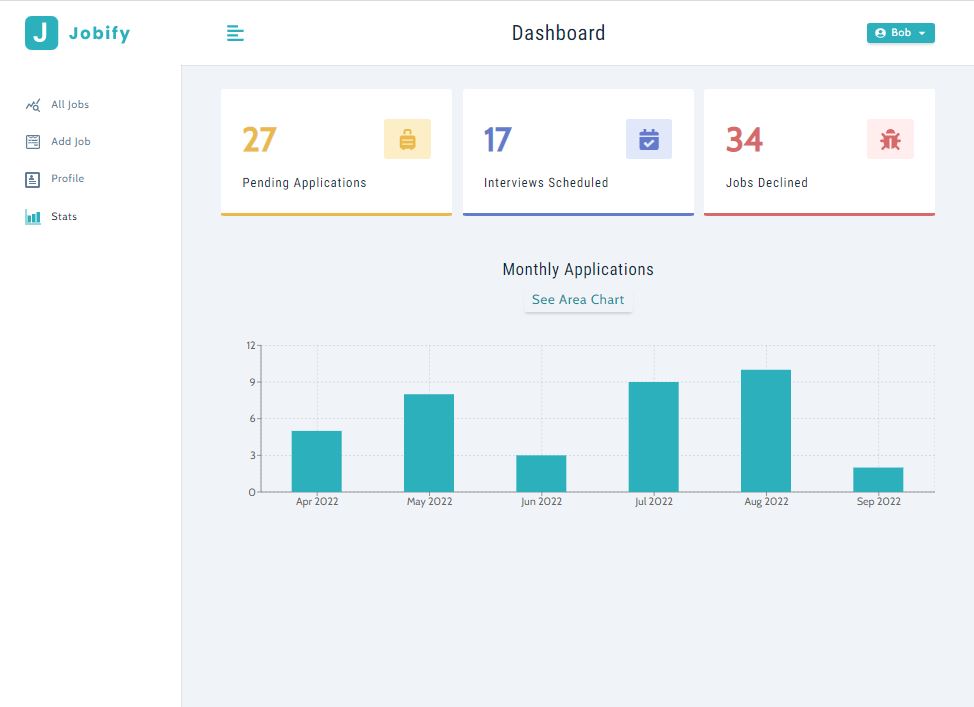 J Jobify
Dashboard
Bob
All Jobs
Add Job
Profile
Stats
27
Pending Applications
17
Interviews Scheduled
34
Jobs Declined
Monthly Applications
See Area Chart
12
9
6
3
0
Apr 2022 May 2022 Jun 2022 Jul 2022 Aug 2022 Sep 2022